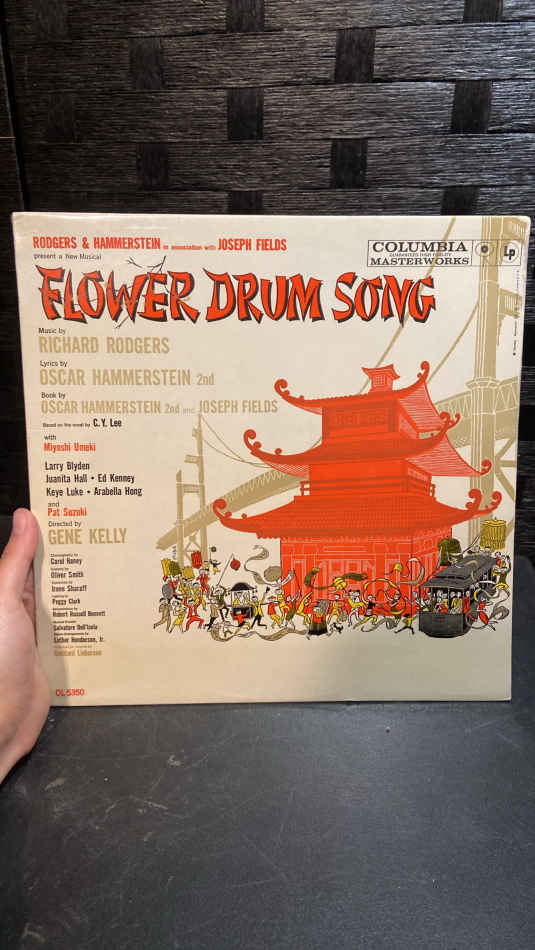 RODGERS & HAMMERSTEIN in association with JOSEPH FIELDS
present a New Musical
COLUMBIA
GUARANTEED HIGH FIDELITY
MASTERWORKS
LP
FLOWER DRUM SONG
Music by
RICHARD RODGERS
Lyrics by
OSCAR HAMMERSTEIN 2nd
Book by
OSCAR HAMMERSTEIN 2nd and JOSEPH FIELDS
Based on the novel by C. Y. Lee
with
Miyoshi Umeki
Larry Blyden
Juanita Hall • Ed Kenney
Keye Luke • Arabella Hong
and
Pat Suzuki
Directed by
GENE KELLY
Carol Haney
Oliver Smith
Irene Sharaff
Peggy Clark
Robert Russell Bennett
Salvatore Dell'Isola
Luther Henderson, Jr.
Goddard Lieberson
OL 5350